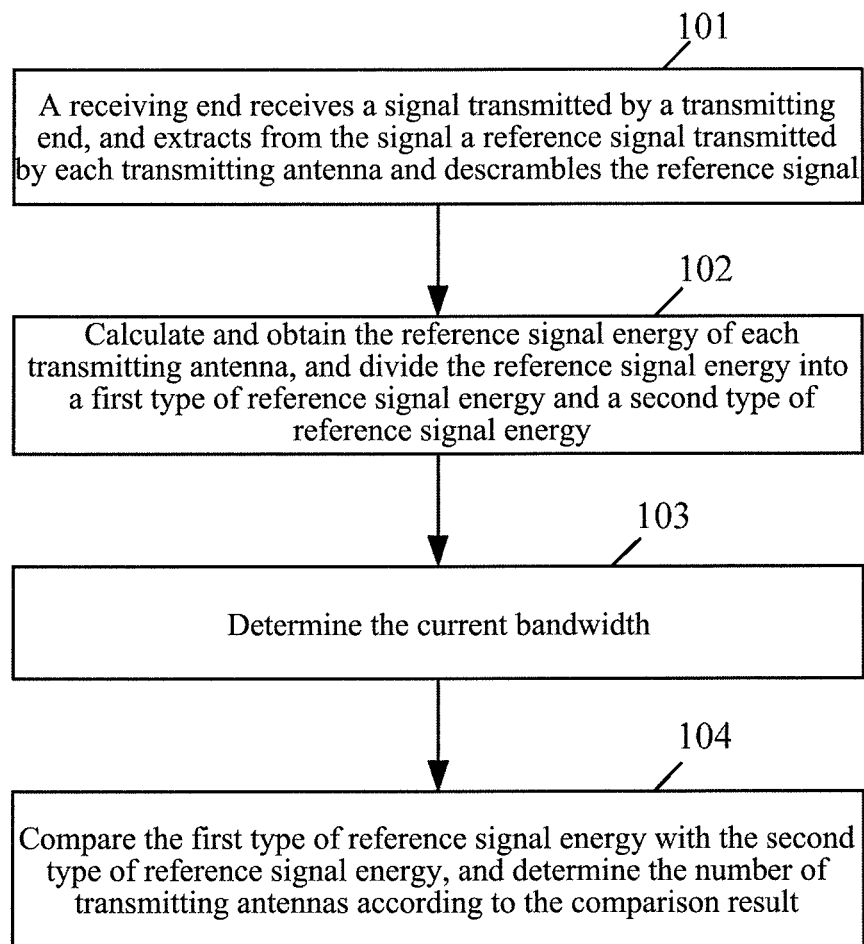 101
A receiving end receives a signal transmitted by a transmitting
end, and extracts from the signal a reference signal transmitted
by each transmitting antenna and descrambles the reference signal
102
Calculate and obtain the reference signal energy of each
transmitting antenna, and divide the reference signal energy into
a first type of reference signal energy and a second type of
reference signal energy
103
Determine the current bandwidth
104
Compare the first type of reference signal energy with the second
type of reference signal energy, and determine the number of
transmitting antennas according to the comparison result